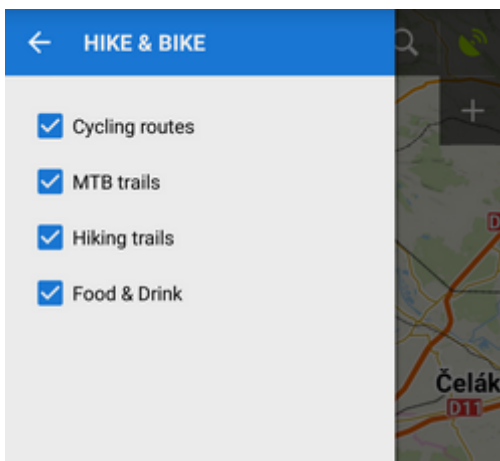 HIKE & BIKE
Cycling routes
MTB trails
Hiking trails
Food & Drink
Čelák
D11